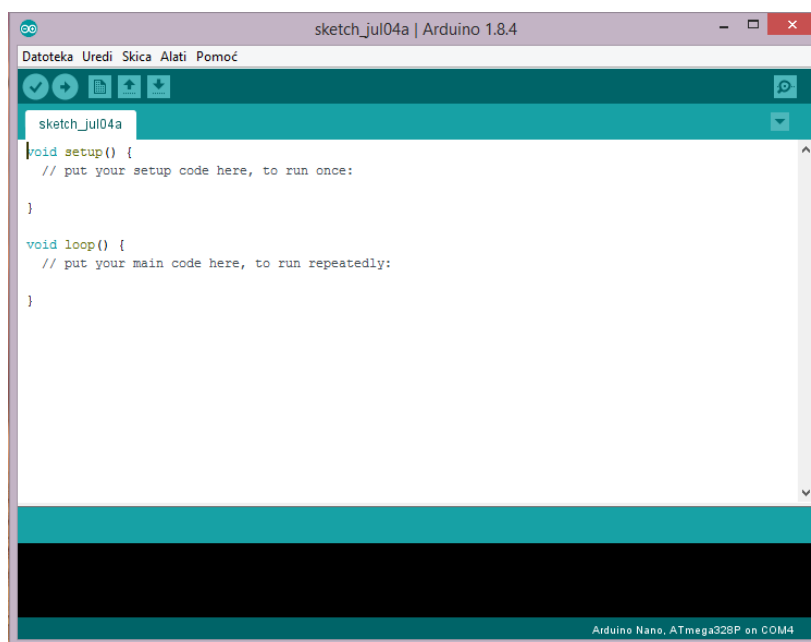 sketch_jul04a | Arduino 1.8.4
Datoteka Uredi Skica Alati Pomoć
sketch_jul04a
void setup() {
  // put your setup code here, to run once:
}
void loop() {
  // put your main code here, to run repeatedly:
}
Arduino Nano, ATmega328P on COM4